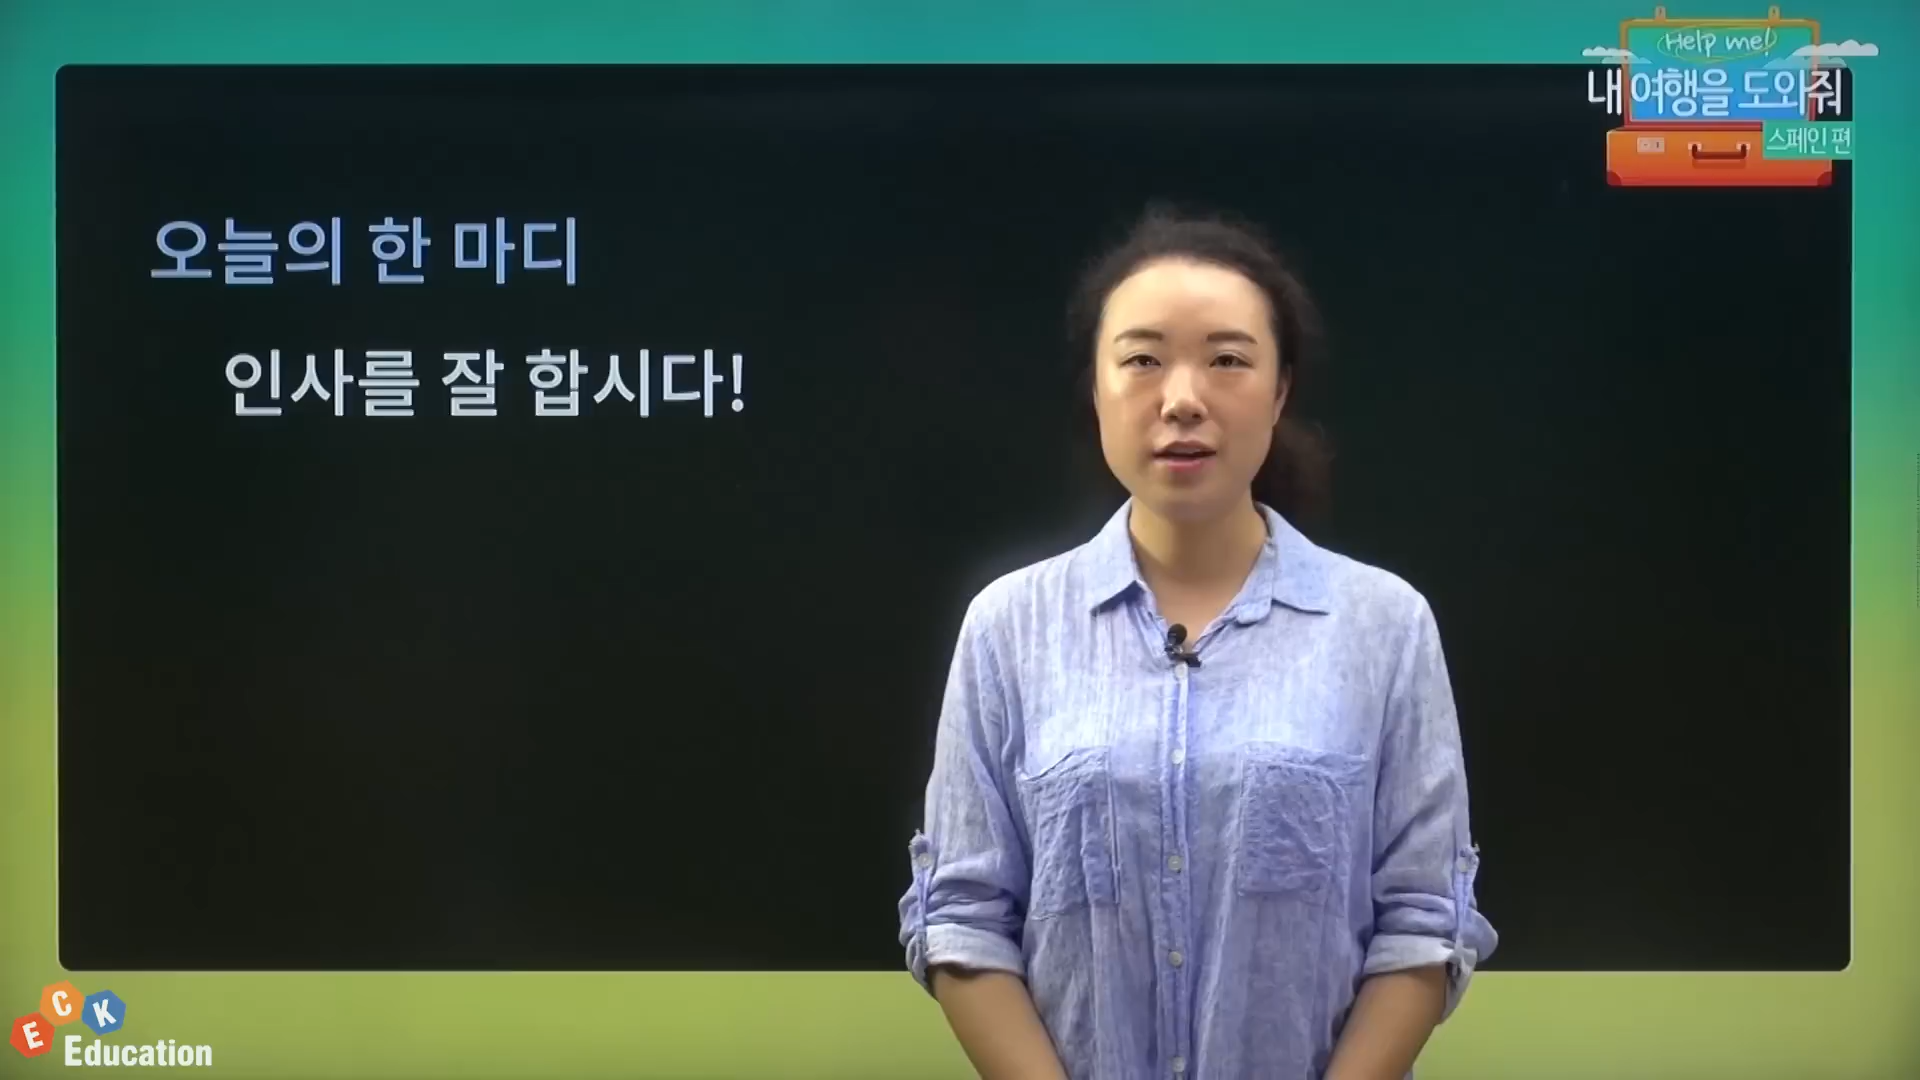 Help me!
내 여행을 도와줘
스페인 편
오늘의 한 마디
인사를 잘 합시다!
ECK
Education